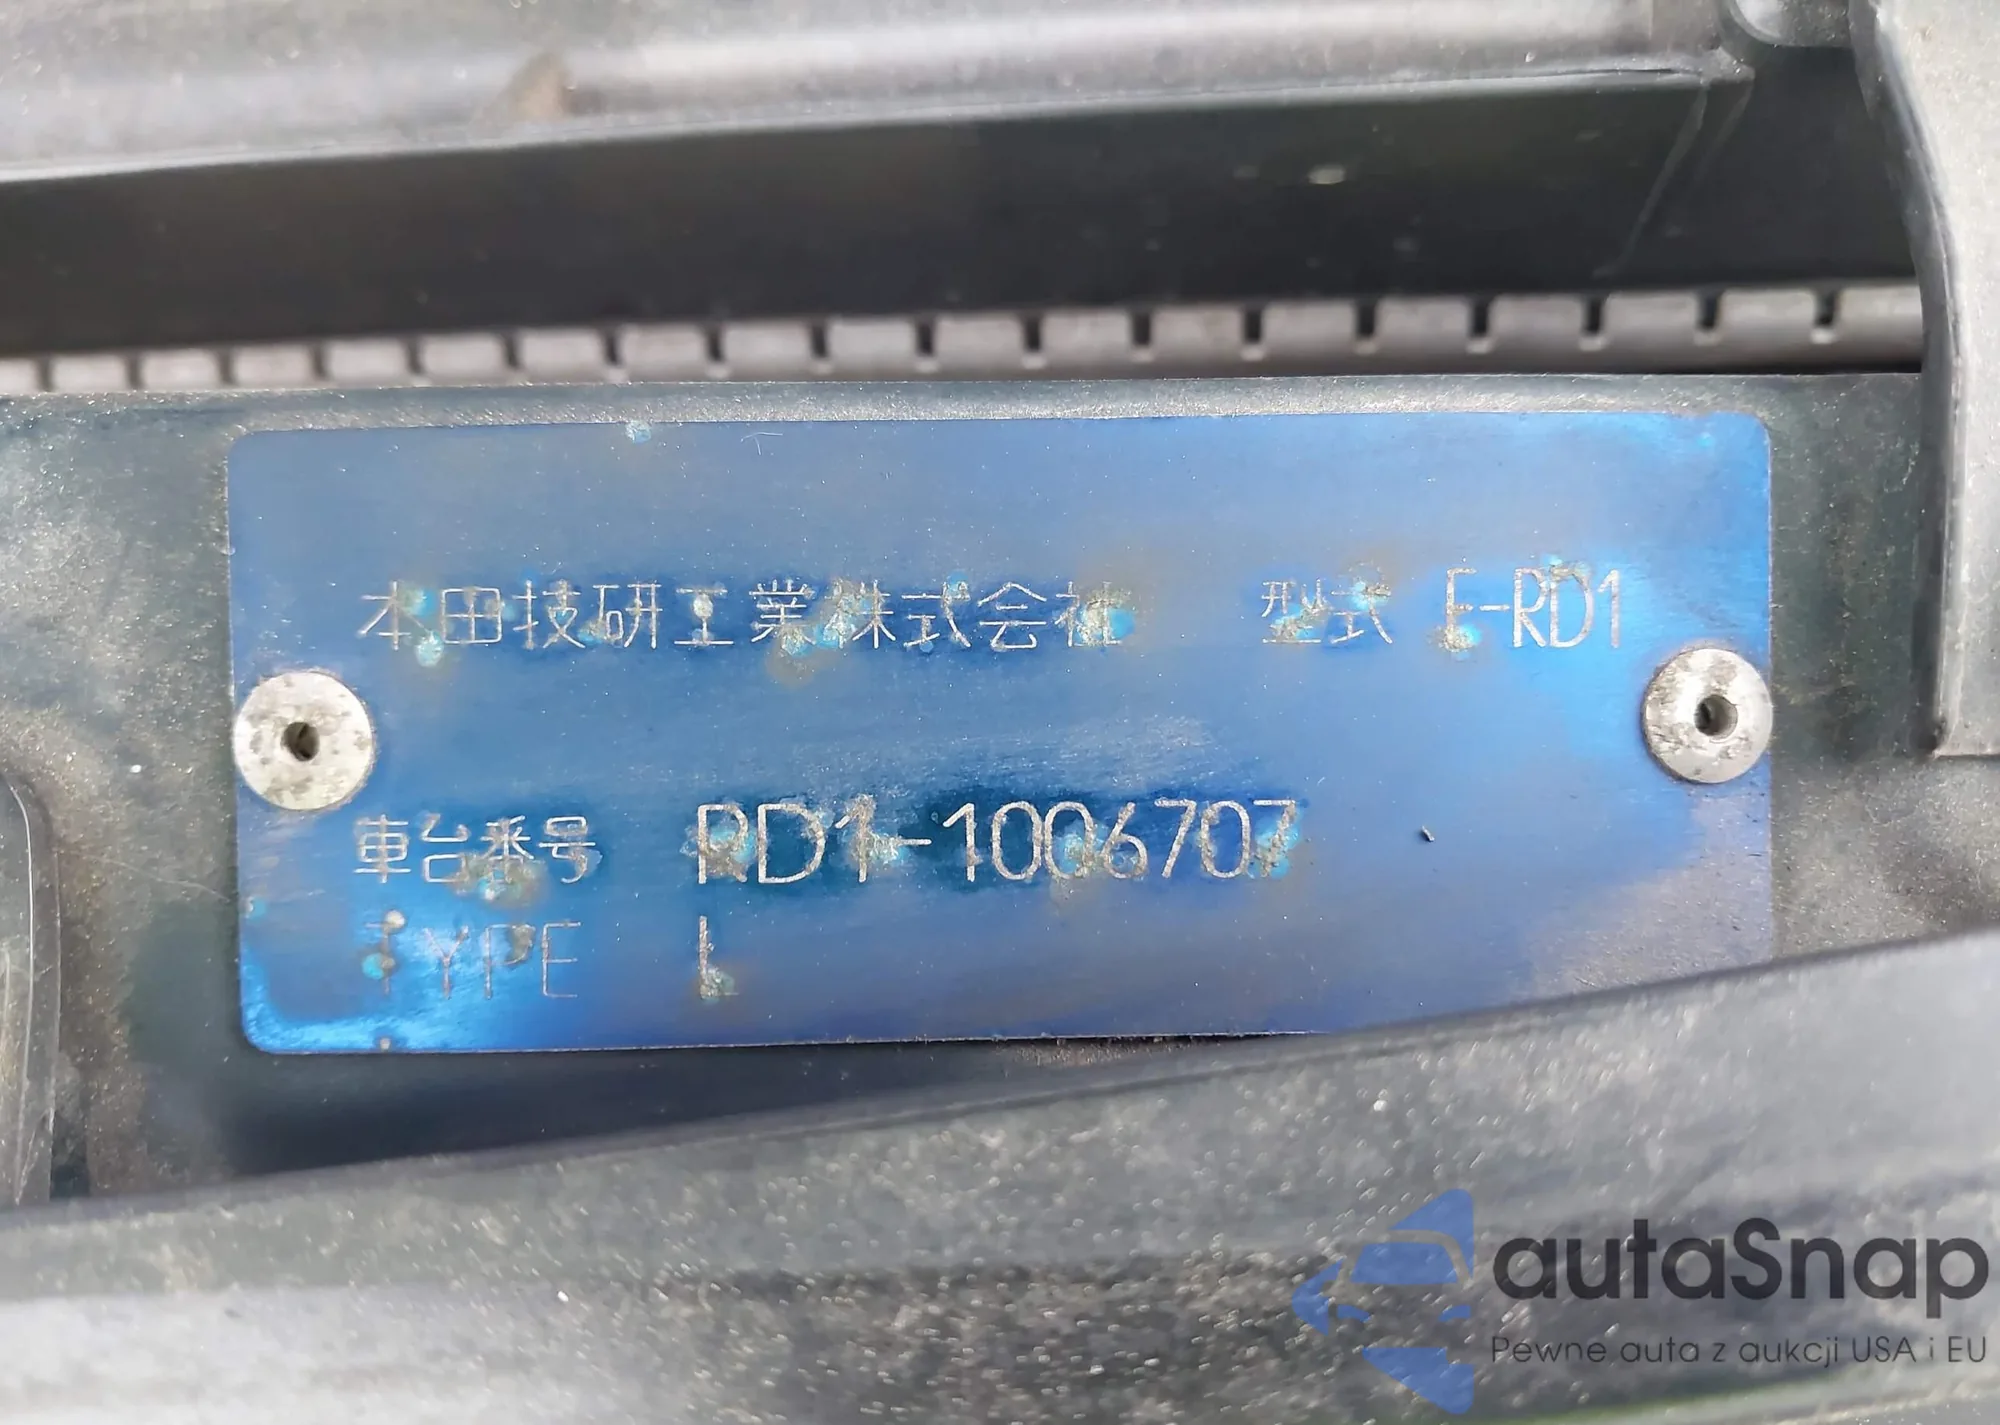 本田技研工業株式会社 型式 E-RD1
車台番号 RD1-1006707
TYPE L
autaSnap
Pewne auta z aukcji USA i EU